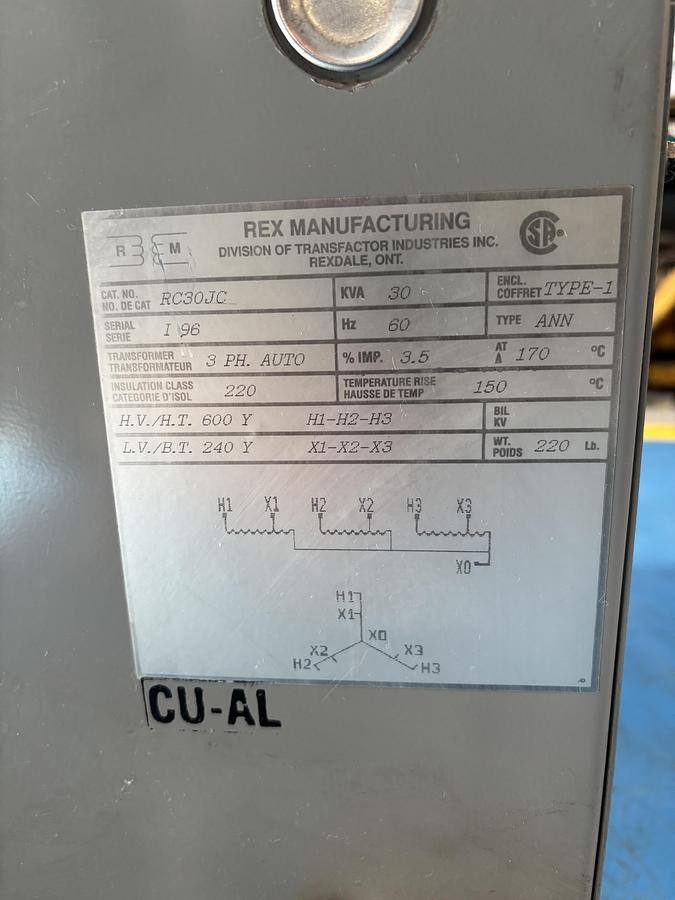 R M
REX MANUFACTURING
DIVISION OF TRANSFACTOR INDUSTRIES INC.
REXDALE, ONT.
SA ®
CAT. NO. NO. DE CAT RC30JC KVA 30 ENCL. COFFRET TYPE-1
SERIAL SERIE I 96 Hz 60 TYPE ANN
TRANSFORMER TRANSFORMATEUR 3 PH. AUTO % IMP. 3.5 AT A 170 °C
INSULATION CLASS CATEGORIE D'ISOL 220 TEMPERATURE RISE HAUSSE DE TEMP 150 °C
H.V./H.T. 600 Y H1-H2-H3 BIL KV
L.V./B.T. 240 Y X1-X2-X3 WT. POIDS 220 Lb.
H1 X1 H2 X2 H3 X3
X0
H1
X1
X0
X2 X3
H2 H3
CU-AL